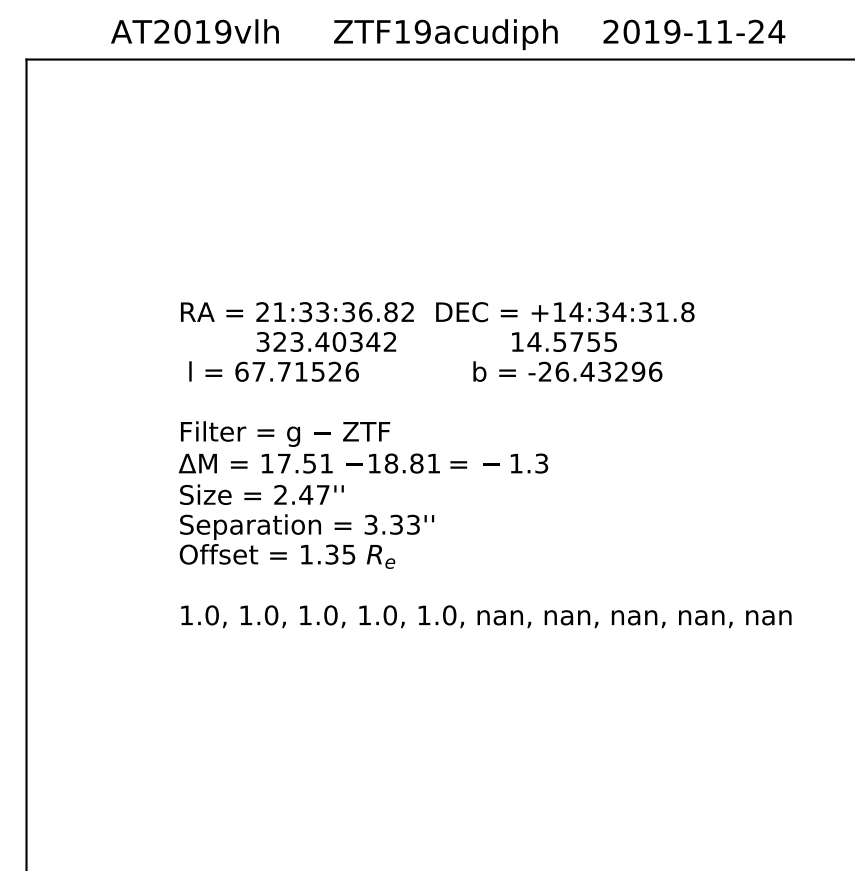 AT2019vlh ZTF19acudiph 2019-11-24
RA = 21:33:36.82 DEC = +14:34:31.8
323.40342 14.5755
l = 67.71526 b = -26.43296
Filter = g − ZTF
ΔM = 17.51 −18.81 = − 1.3
Size = 2.47''
Separation = 3.33''
Offset = 1.35 Re
1.0, 1.0, 1.0, 1.0, 1.0, nan, nan, nan, nan, nan